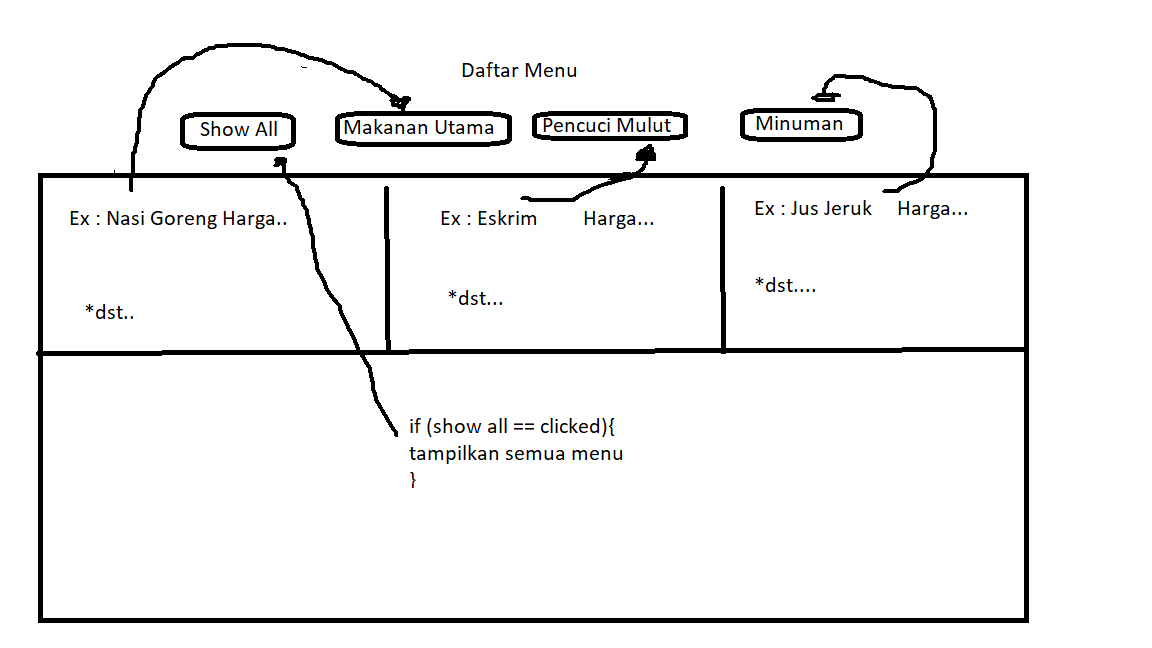 Daftar Menu
Show All
Makanan Utama
Pencuci Mulut
Minuman
Ex : Nasi Goreng Harga..
*dst..
Ex : Eskrim Harga...
*dst...
Ex : Jus Jeruk Harga...
*dst....
if (show all == clicked){
tampilkan semua menu
}